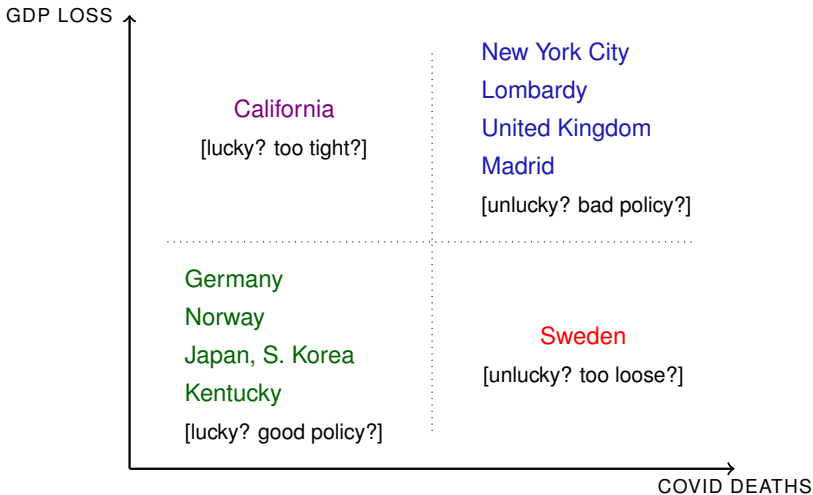 GDP LOSS
California
[lucky? too tight?]
New York City
Lombardy
United Kingdom
Madrid
[unlucky? bad policy?]
Germany
Norway
Japan, S. Korea
Kentucky
[lucky? good policy?]
Sweden
[unlucky? too loose?]
COVID DEATHS